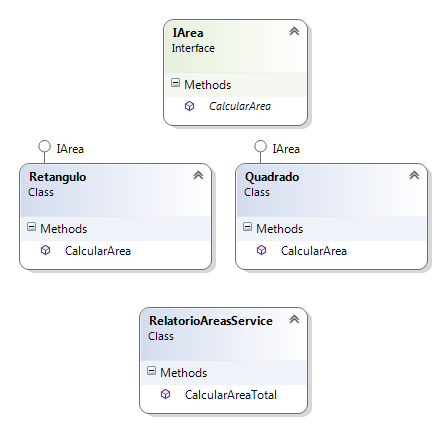 IArea
Interface
Methods
CalcularArea
IArea
IArea
Retangulo
Class
Methods
CalcularArea
Quadrado
Class
Methods
CalcularArea
RelatorioAreasService
Class
Methods
CalcularAreaTotal